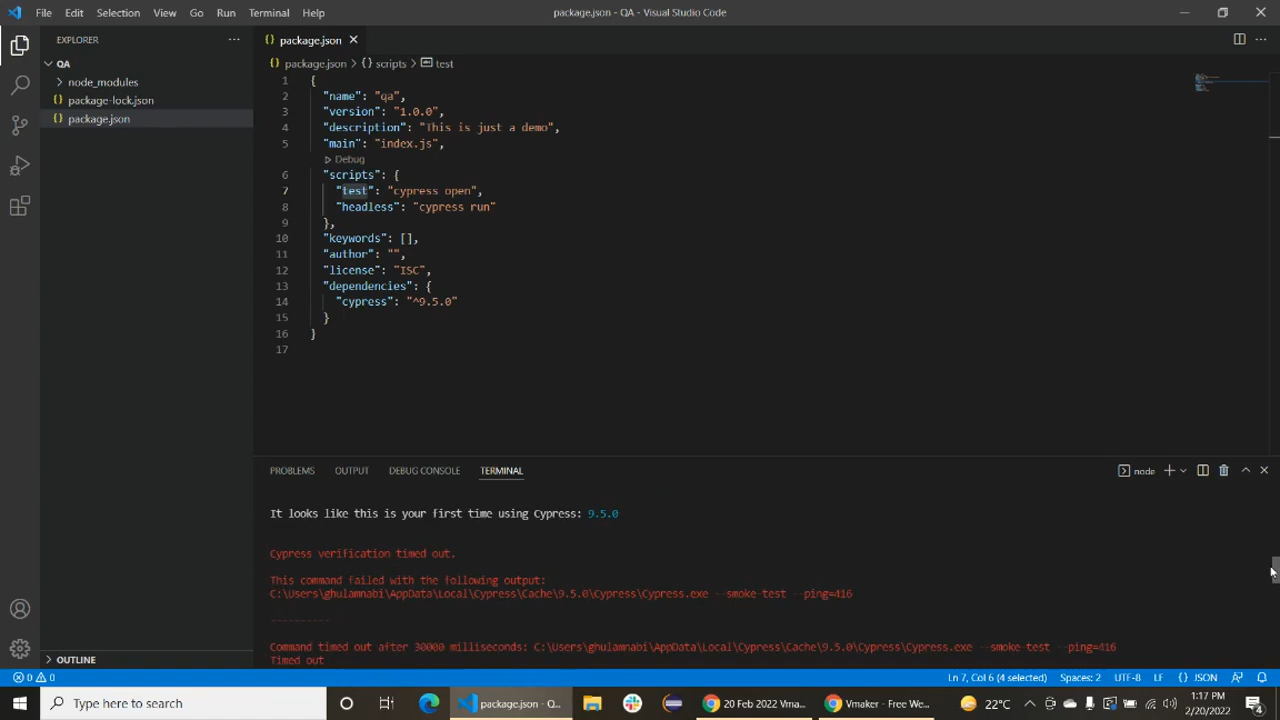 File Edit Selection View Go Run Terminal Help
package.json - QA - Visual Studio Code
EXPLORER
QA
node_modules
package-lock.json
package.json
OUTLINE
{} package.json
{} package.json > {} scripts > test
1 {
2 "name": "qa",
3 "version": "1.0.0",
4 "description": "This is just a demo",
5 "main": "index.js",
Debug
6 "scripts": {
7 "test": "cypress open",
8 "headless": "cypress run"
9 },
10 "keywords": [],
11 "author": "",
12 "license": "ISC",
13 "dependencies": {
14 "cypress": "^9.5.0"
15 }
16 }
17
PROBLEMS OUTPUT DEBUG CONSOLE TERMINAL
node
It looks like this is your first time using Cypress: 9.5.0
Cypress verification timed out.
This command failed with the following output:
C:\Users\ghulamnabi\AppData\Local\Cypress\Cache\9.5.0\Cypress\Cypress.exe --smoke-test --ping=416
----------
Command timed out after 30000 milliseconds: C:\Users\ghulamnabi\AppData\Local\Cypress\Cache\9.5.0\Cypress\Cypress.exe --smoke-test --ping=416
Timed out
0 0
Ln 7, Col 6 (4 selected) Spaces: 2 UTF-8 LF {} JSON
Type here to search
package.json - Q...
20 Feb 2022 Vma...
Vmaker - Free We...
22°C
1:17 PM
2/20/2022
4